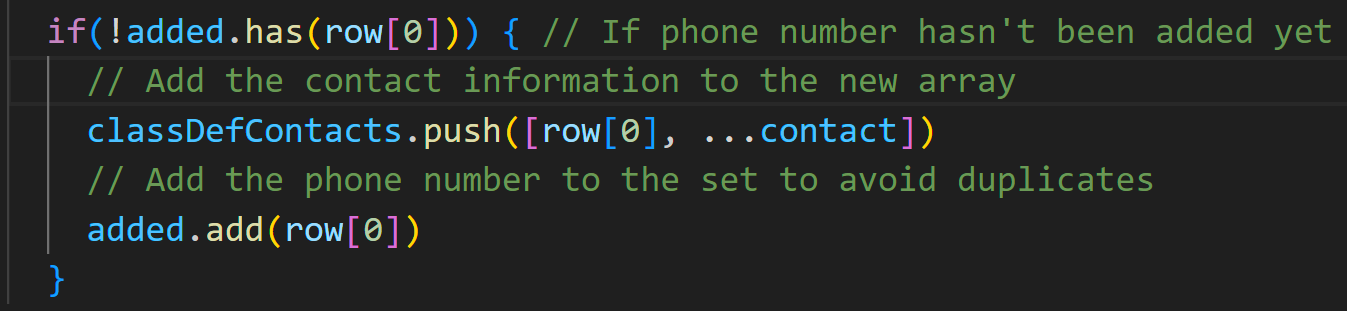 if(!added.has(row[0])) { // If phone number hasn't been added yet
// Add the contact information to the new array
classDefContacts.push([row[0], ...contact])
// Add the phone number to the set to avoid duplicates
added.add(row[0])
}